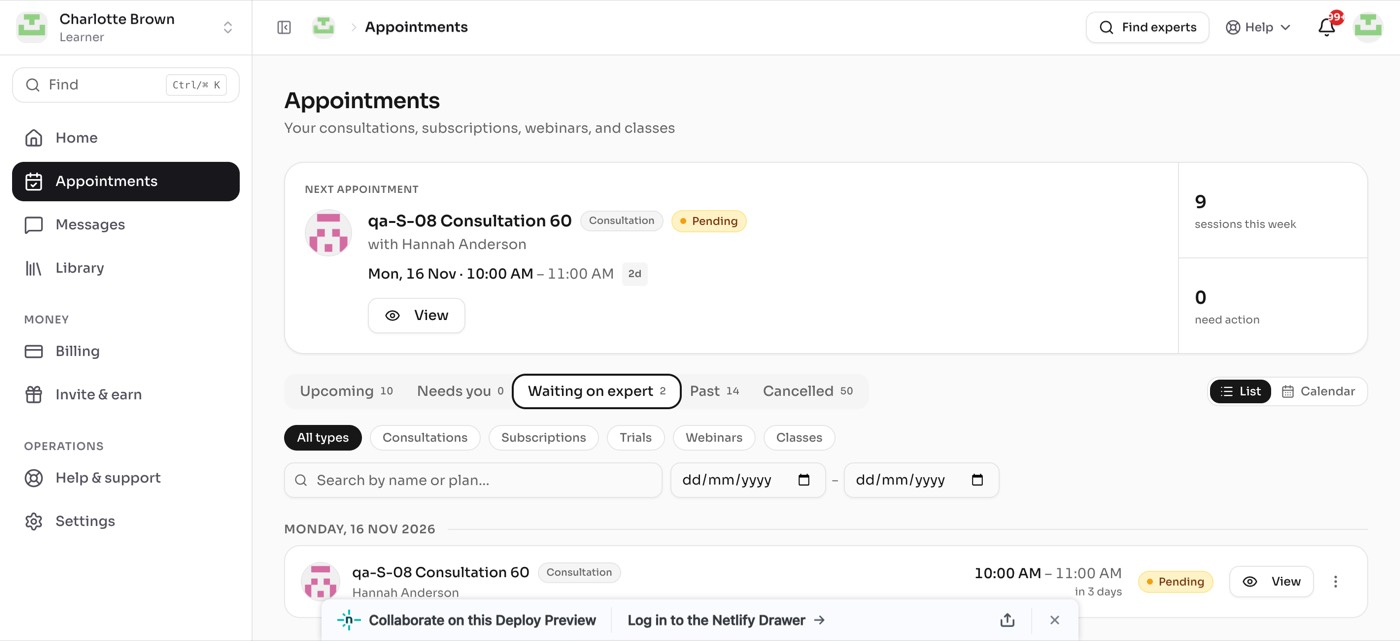 Charlotte Brown
Learner
Find Ctrl/⌘ K
Home
Appointments
Messages
Library
MONEY
Billing
Invite & earn
OPERATIONS
Help & support
Settings
Appointments
Find experts
Help
99+
Appointments
Your consultations, subscriptions, webinars, and classes
NEXT APPOINTMENT
qa-S-08 Consultation 60 Consultation Pending
with Hannah Anderson
Mon, 16 Nov · 10:00 AM – 11:00 AM 2d
View
9
sessions this week
0
need action
Upcoming 10 Needs you 0 Waiting on expert 2 Past 14 Cancelled 50
List Calendar
All types Consultations Subscriptions Trials Webinars Classes
Search by name or plan... dd/mm/yyyy – dd/mm/yyyy
MONDAY, 16 NOV 2026
qa-S-08 Consultation 60 Consultation
Hannah Anderson
10:00 AM – 11:00 AM
in 3 days
Pending
View
Collaborate on this Deploy Preview Log in to the Netlify Drawer →